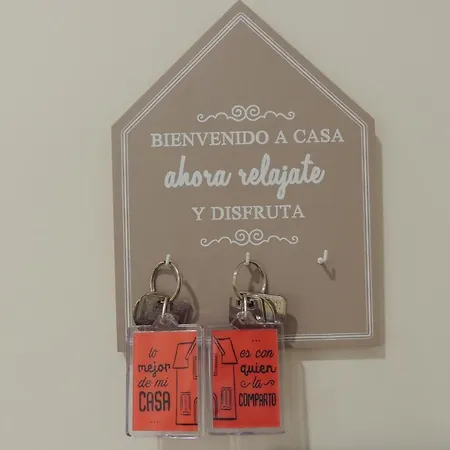 BIENVENIDO A CASA
ahora relajate
Y DISFRUTA
...
lo
mejor
de mi
CASA
...
...
es con
quien
la
COMPARTO
...